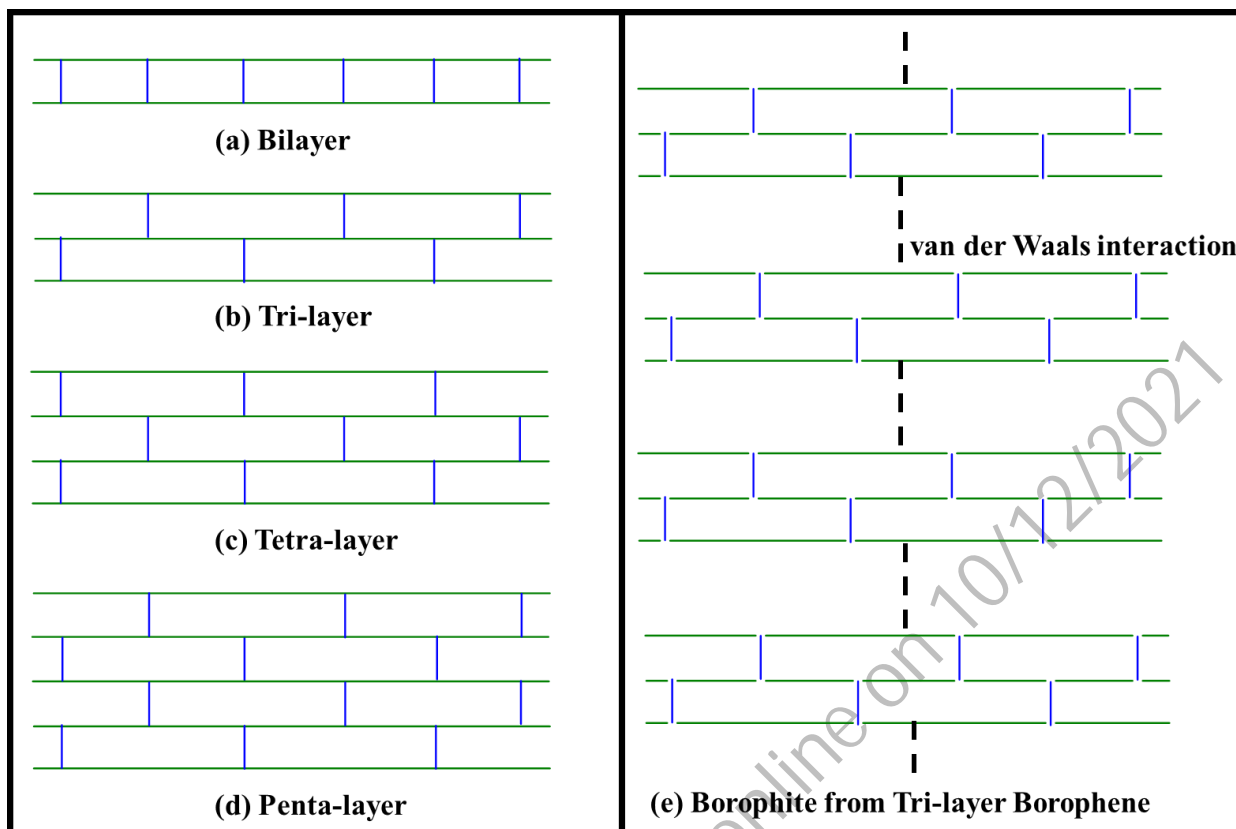 (a) Bilayer
(b) Tri-layer
(c) Tetra-layer
(d) Penta-layer
van der Waals interaction
(e) Borophite from Tri-layer Borophene
online on 10/12/2021